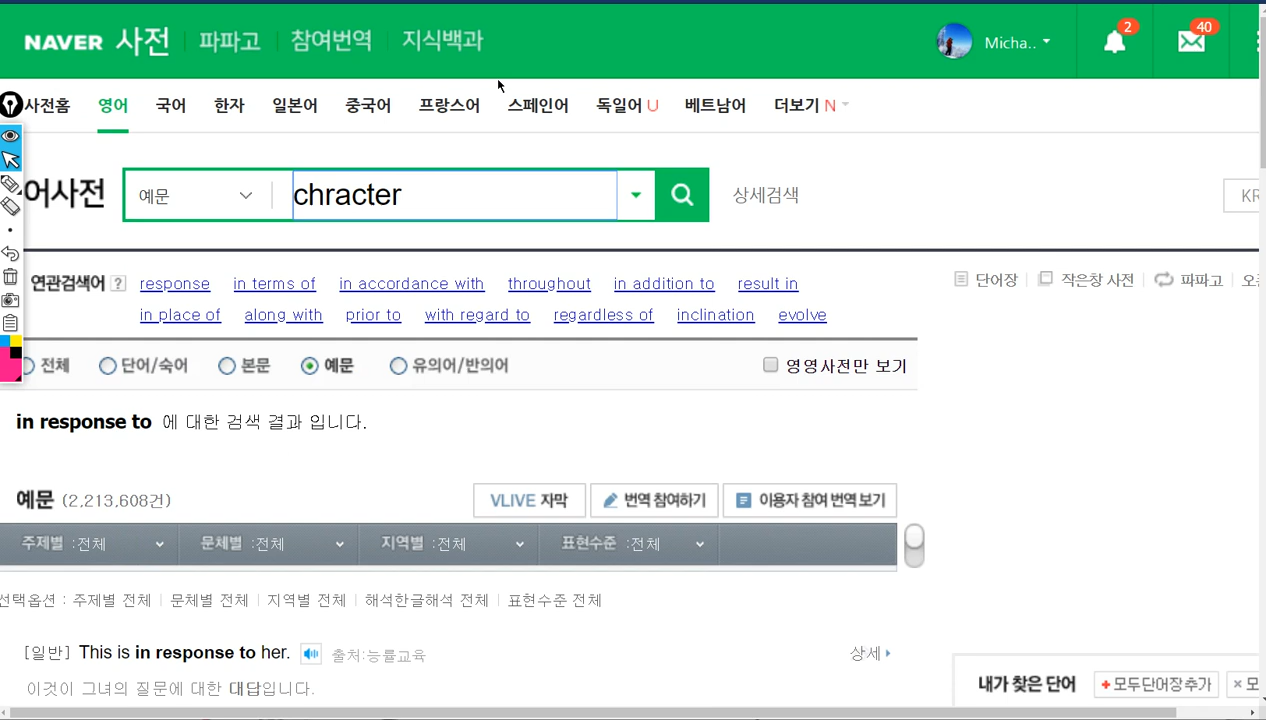 NAVER 사전 파파고 참여번역 지식백과 Micha.. 2 40
사전홈 영어 국어 한자 일본어 중국어 프랑스어 스페인어 독일어 U 베트남어 더보기 N
어사전 예문 chracter 상세검색 KR
연관검색어 ? response in terms of in accordance with throughout in addition to result in
in place of along with prior to with regard to regardless of inclination evolve
단어장 작은창 사전 파파고
전체 단어/숙어 본문 예문 유의어/반의어 영영사전만 보기
in response to 에 대한 검색 결과 입니다.
예문 (2,213,608건) VLIVE 자막 번역 참여하기 이용자 참여 번역 보기
주제별 :전체 문체별 :전체 지역별 :전체 표현수준 :전체
선택옵션 : 주제별 전체 문체별 전체 지역별 전체 해석한글해석 전체 표현수준 전체
[일반] This is in response to her. 출처:능률교육 상세
이것이 그녀의 질문에 대한 대답입니다.
내가 찾은 단어 +모두단어장추가 × 모